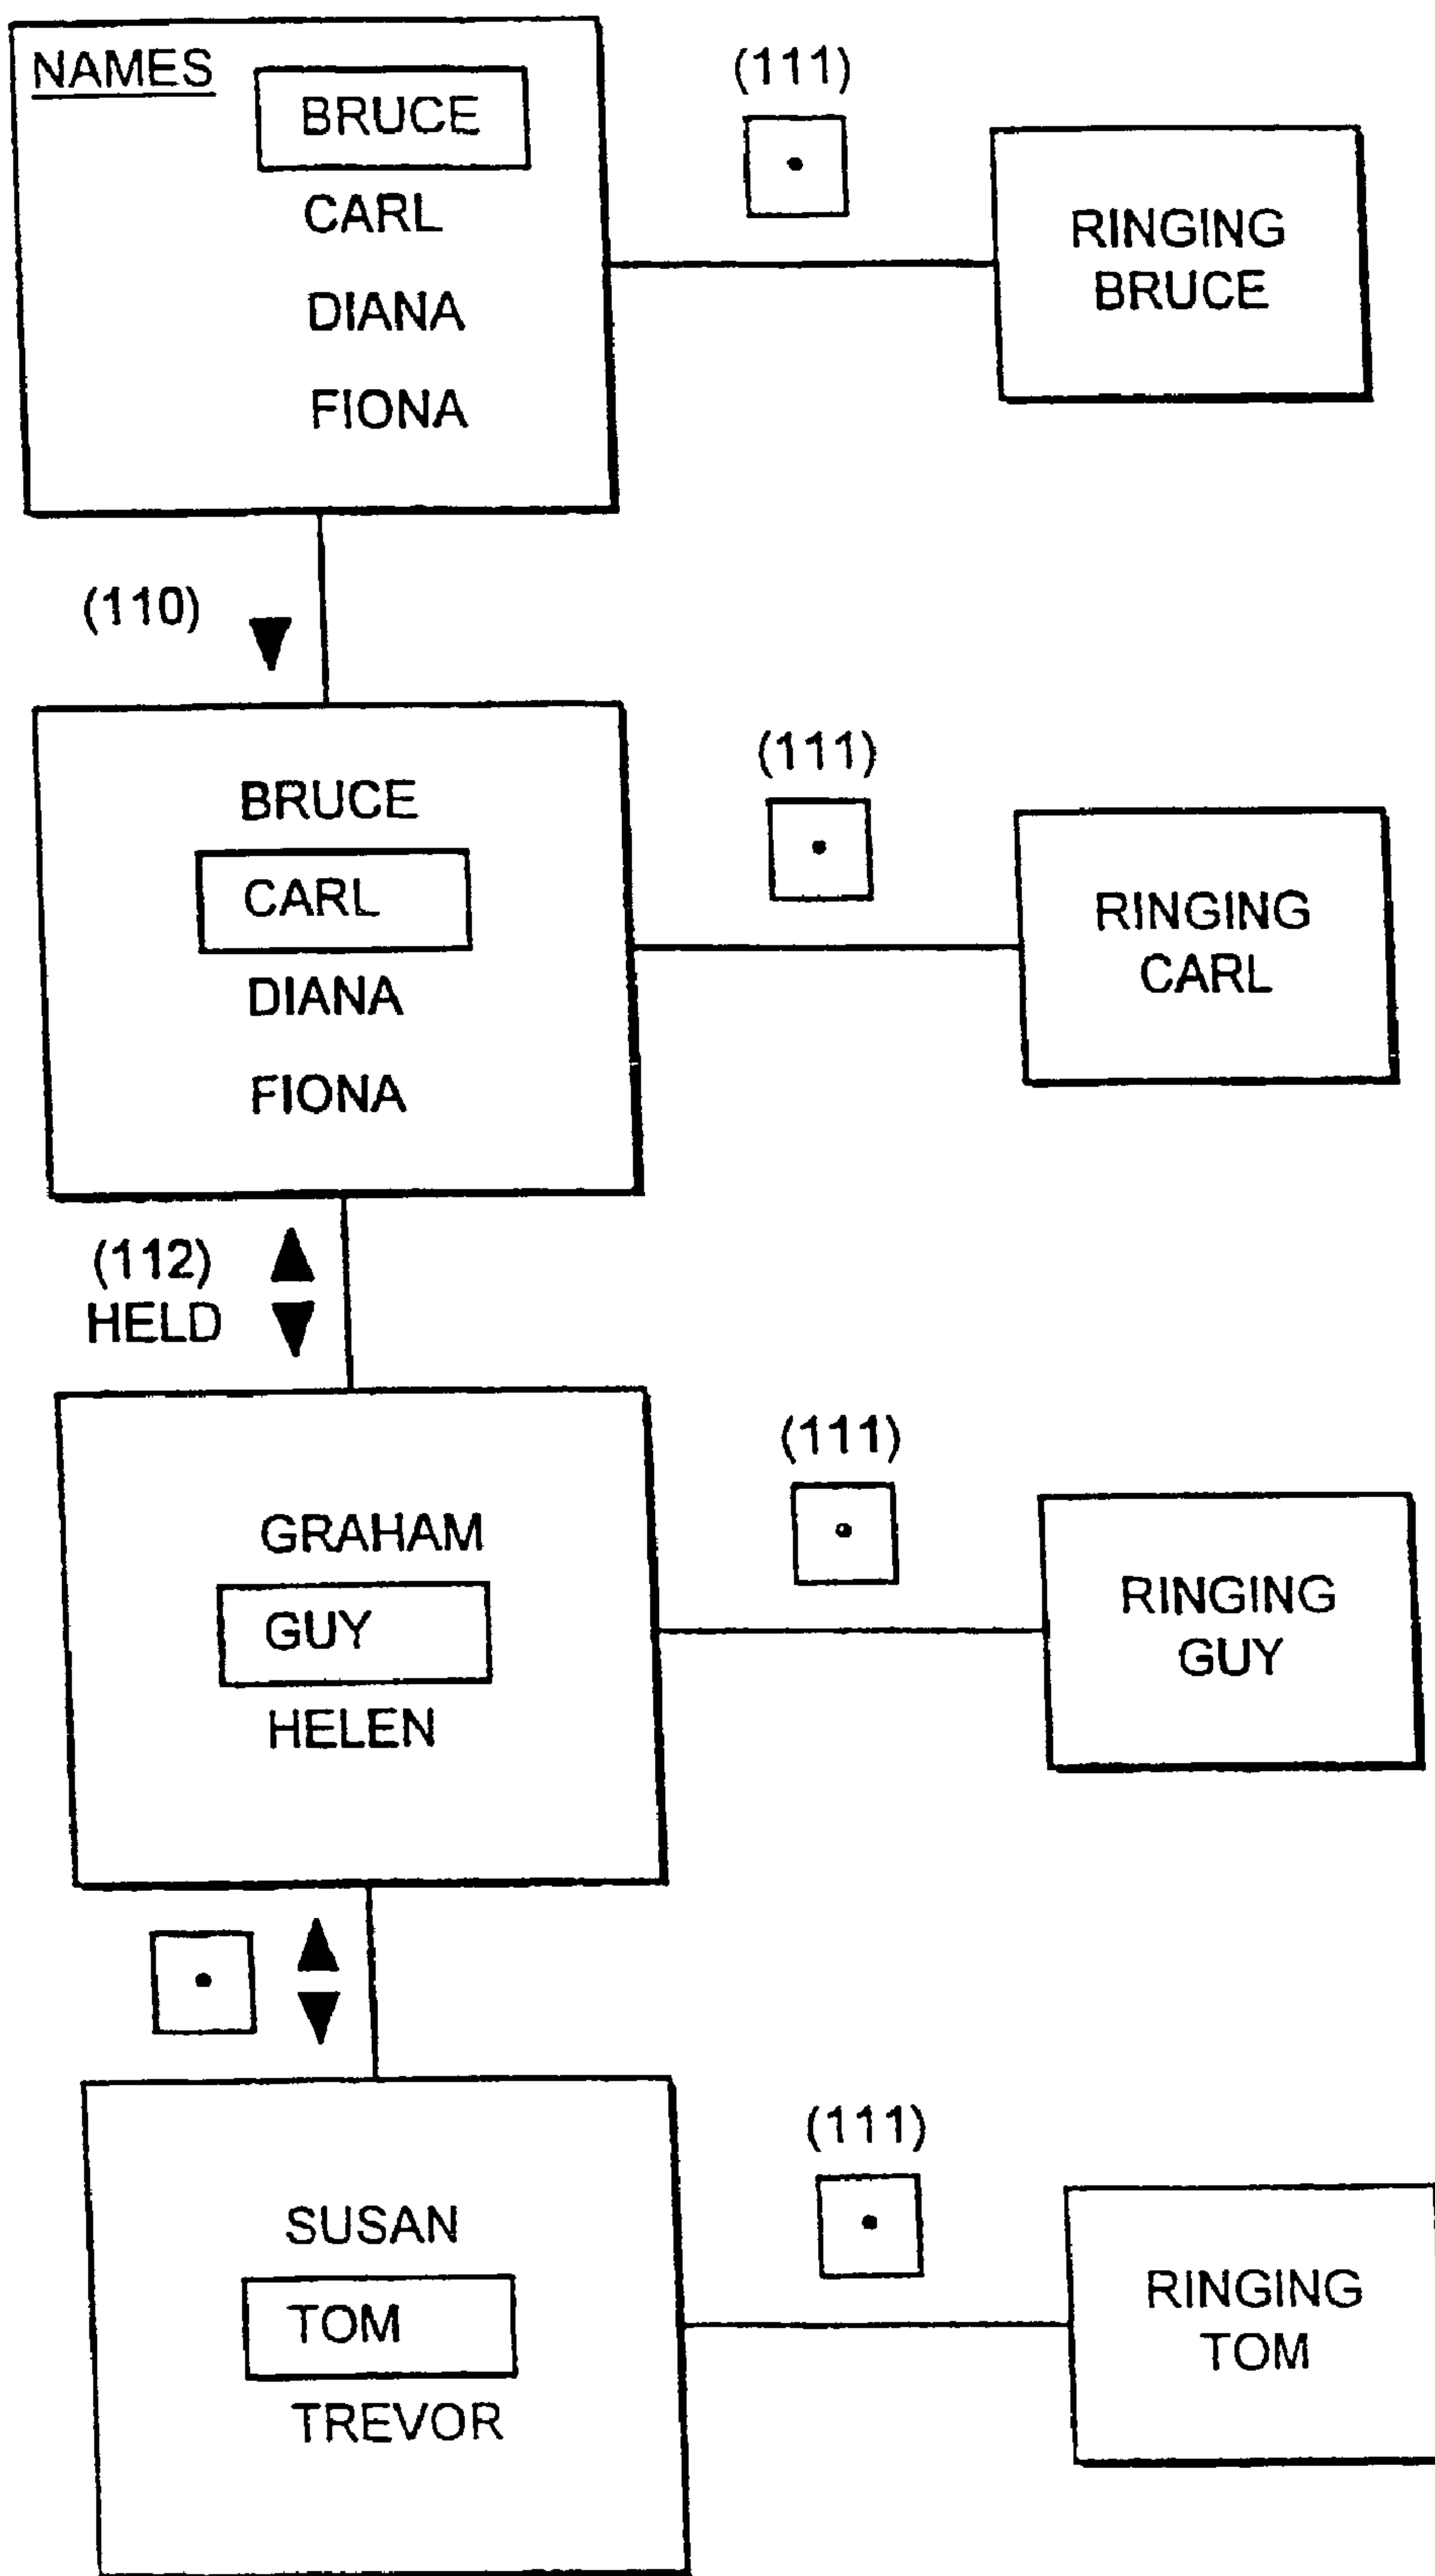 NAMES
BRUCE
CARL
DIANA
FIONA
(111)
RINGING
BRUCE
(110)
BRUCE
CARL
DIANA
FIONA
(111)
RINGING
CARL
(112)
HELD
GRAHAM
GUY
HELEN
(111)
RINGING
GUY
SUSAN
TOM
TREVOR
(111)
RINGING
TOM